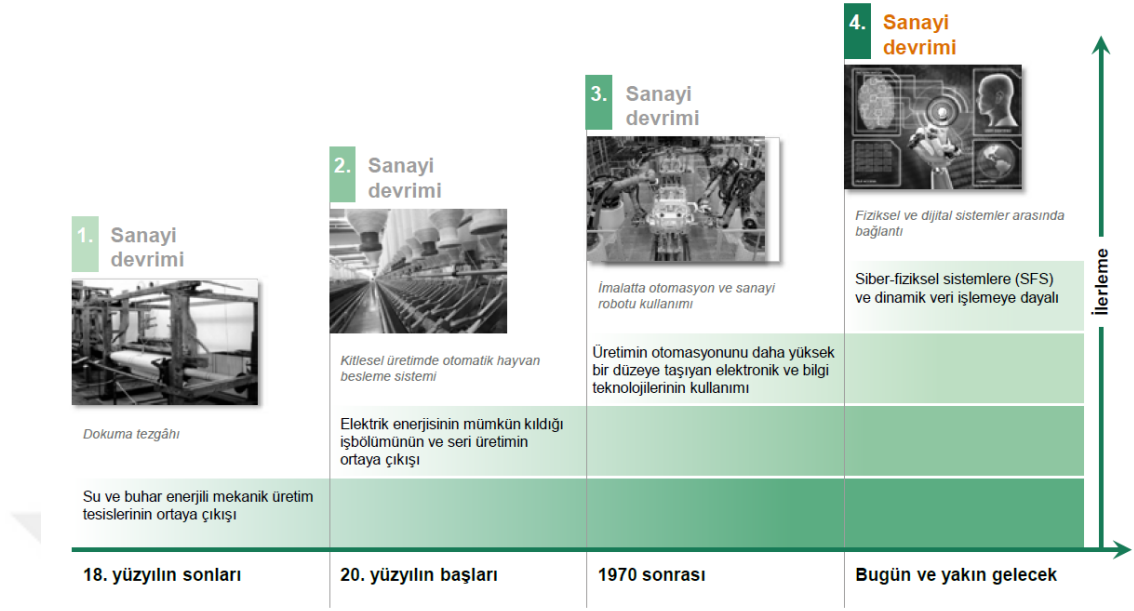 1.
Sanayi
devrimi
Dokuma tezgâhı
Su ve buhar enerjili mekanik üretim
tesislerinin ortaya çıkışı
18. yüzyılın sonları
2.
Sanayi
devrimi
Kitlesel üretimde otomatik hayvan
besleme sistemi
Elektrik enerjisinin mümkün kıldığı
işbölümünün ve seri üretimin
ortaya çıkışı
20. yüzyılın başları
3.
Sanayi
devrimi
İmalatta otomasyon ve sanayi
robotu kullanımı
Üretimin otomasyonunu daha yüksek
bir düzeye taşıyan elektronik ve bilgi
teknolojilerinin kullanımı
1970 sonrası
4.
Sanayi
devrimi
Fiziksel ve dijital sistemler arasında
bağlantı
Siber-fiziksel sistemlere (SFS)
ve dinamik veri işlemeye dayalı
Bugün ve yakın gelecek
İlerleme